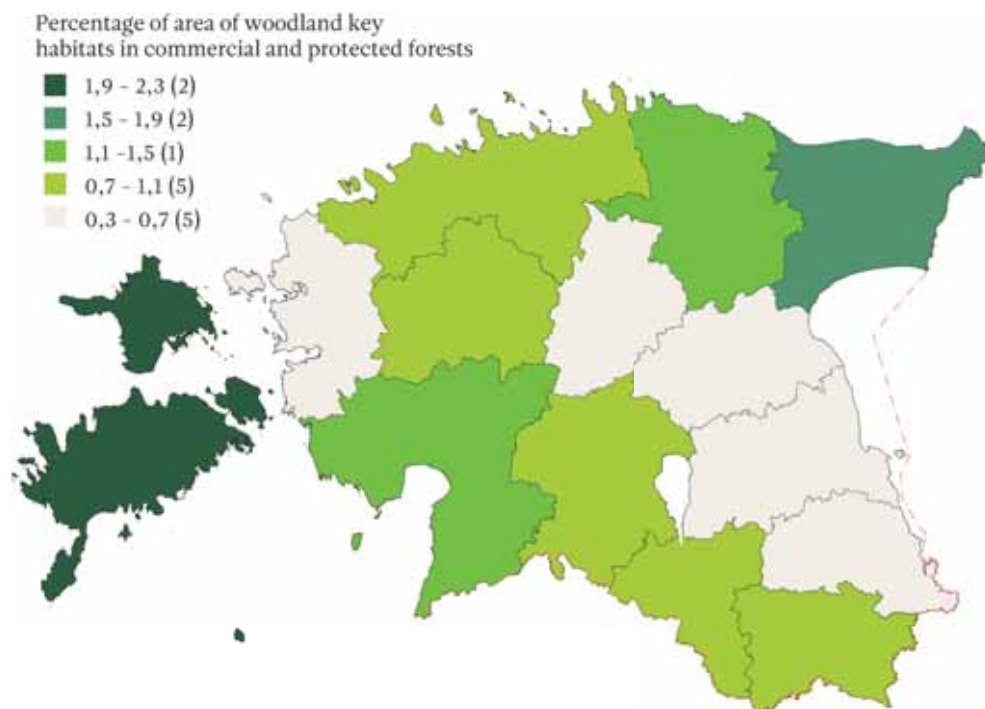 Percentage of area of woodland key
habitats in commercial and protected forests
1,9 – 2,3 (2)
1,5 – 1,9 (2)
1,1 –1,5 (1)
0,7 – 1,1 (5)
0,3 – 0,7 (5)